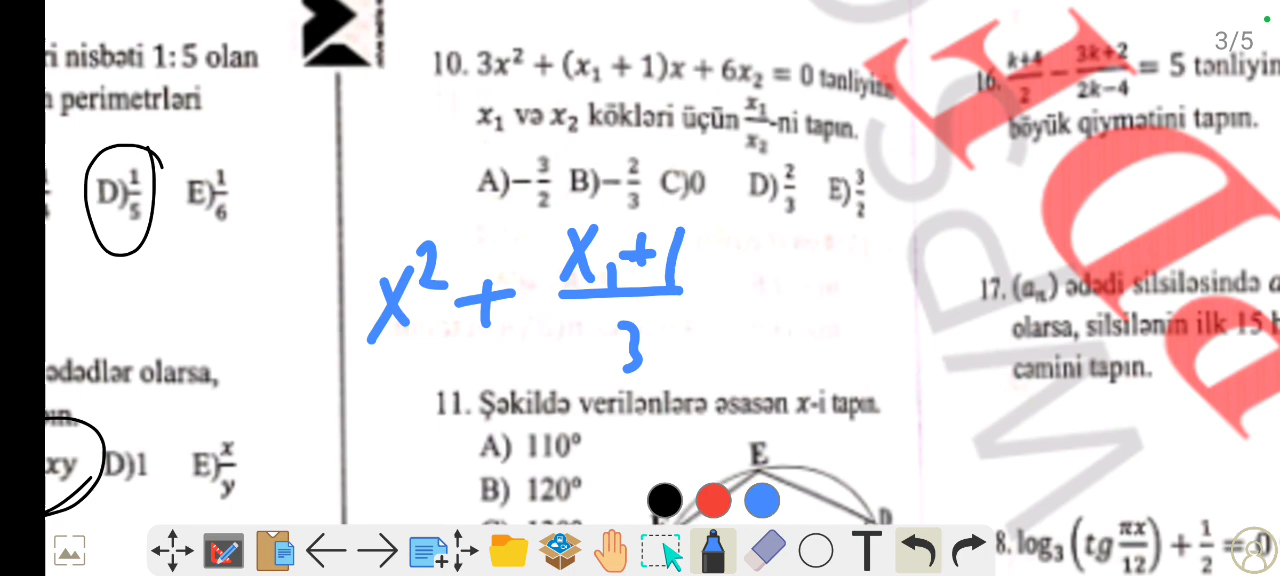 3/5
nisbəti 1:5 olan
perimetrləri
D) 1/5 E) 1/6
ədədlər olarsa,
xy D)1 E) x/y
10. 3x² + (x₁ + 1)x + 6x₂ = 0 tənliyin
x₁ və x₂ kökləri üçün x₁/x₂-ni tapın.
A)−3/2 B)−2/3 C)0 D)2/3 E)3/2
x² + x₁+1/3
11. Şəkildə verilənlərə əsasən x-i tapın.
A) 110°
B) 120°
E
D
16. k+4/2 − 3k+2/2k−4 = 5 tənliyin
böyük qiymətini tapın.
17. (aₙ) ədədi silsiləsində a
olarsa, silsilənin ilk 15
cəmini tapın.
8. log₃ (tg πx/12) + 1/2 = 0
T